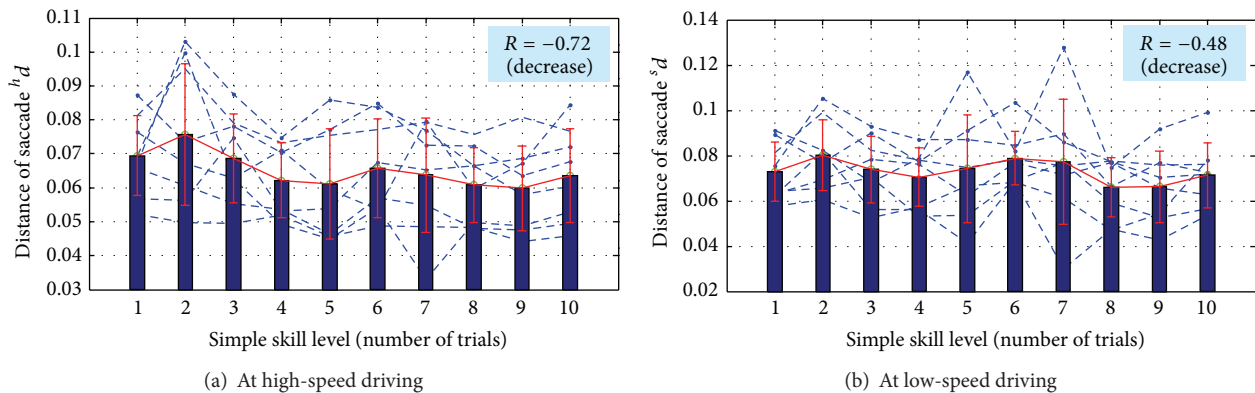 0.11
0.1
0.09
0.08
0.07
0.06
0.05
0.04
0.03
Distance of saccade ʰd
R = −0.72
(decrease)
1 2 3 4 5 6 7 8 9 10
Simple skill level (number of trials)
(a) At high-speed driving
0.14
0.12
0.1
0.08
0.06
0.04
0.02
Distance of saccade ˢd
R = −0.48
(decrease)
1 2 3 4 5 6 7 8 9 10
Simple skill level (number of trials)
(b) At low-speed driving